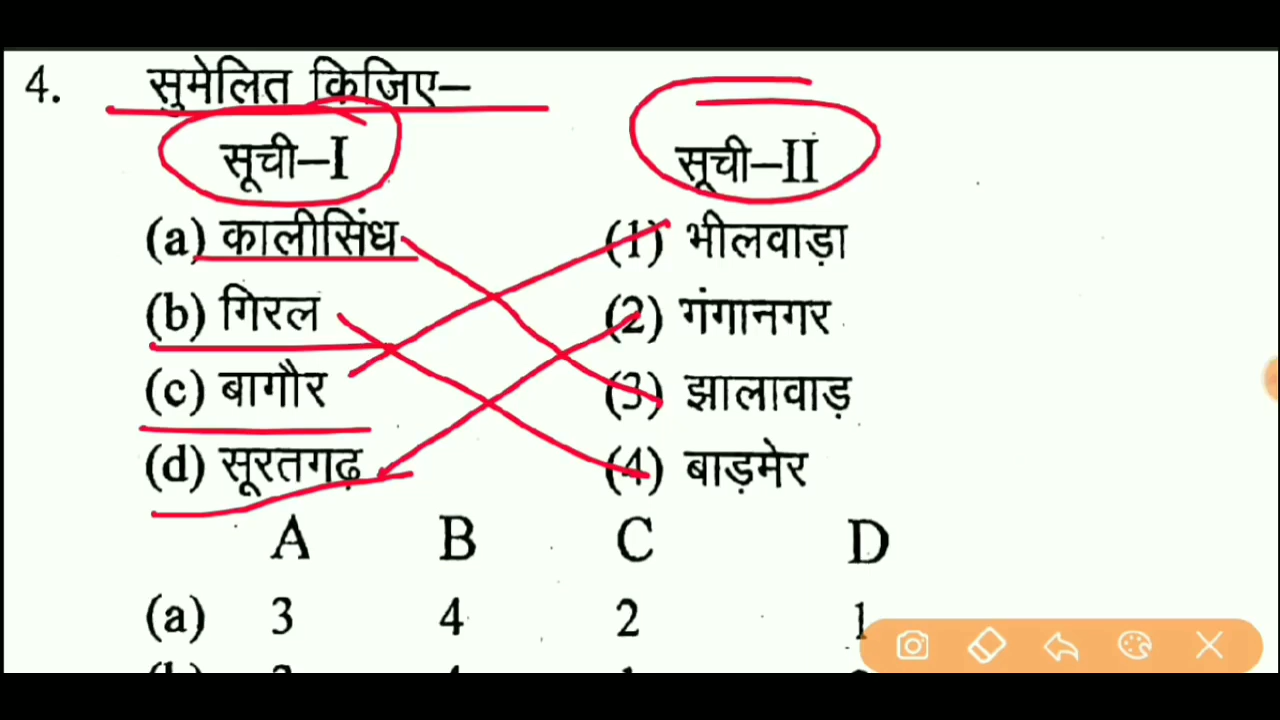 4. सुमेलित किजिए–
सूची–I सूची–II
(a) कालीसिंध (1) भीलवाड़ा
(b) गिरल (2) गंगानगर
(c) बागौर (3) झालावाड़
(d) सूरतगढ़ (4) बाड़मेर
A B C D
(a) 3 4 2 1